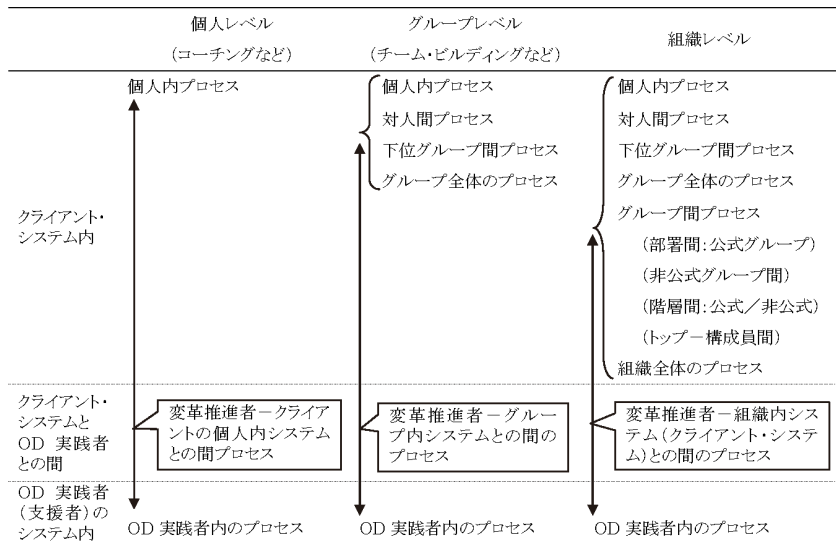 個人レベル
(コーチングなど)
グループレベル
(チーム・ビルディングなど)
組織レベル
クライアント・
システム内
個人内プロセス
個人内プロセス
対人間プロセス
下位グループ間プロセス
グループ全体のプロセス
個人内プロセス
対人間プロセス
下位グループ間プロセス
グループ全体のプロセス
グループ間プロセス
(部署間:公式グループ)
(非公式グループ間)
(階層間:公式/非公式)
(トップ-構成員間)
組織全体のプロセス
クライアント・
システムと
OD 実践者
との間
変革推進者-クライア
ントの個人内システム
との間プロセス
変革推進者-グルー
プ内システムとの間の
プロセス
変革推進者-組織内シ
ステム(クライアント・システ
ム)との間のプロセス
OD 実践者
(支援者)の
システム内
OD 実践者内のプロセス
OD 実践者内のプロセス
OD 実践者内のプロセス